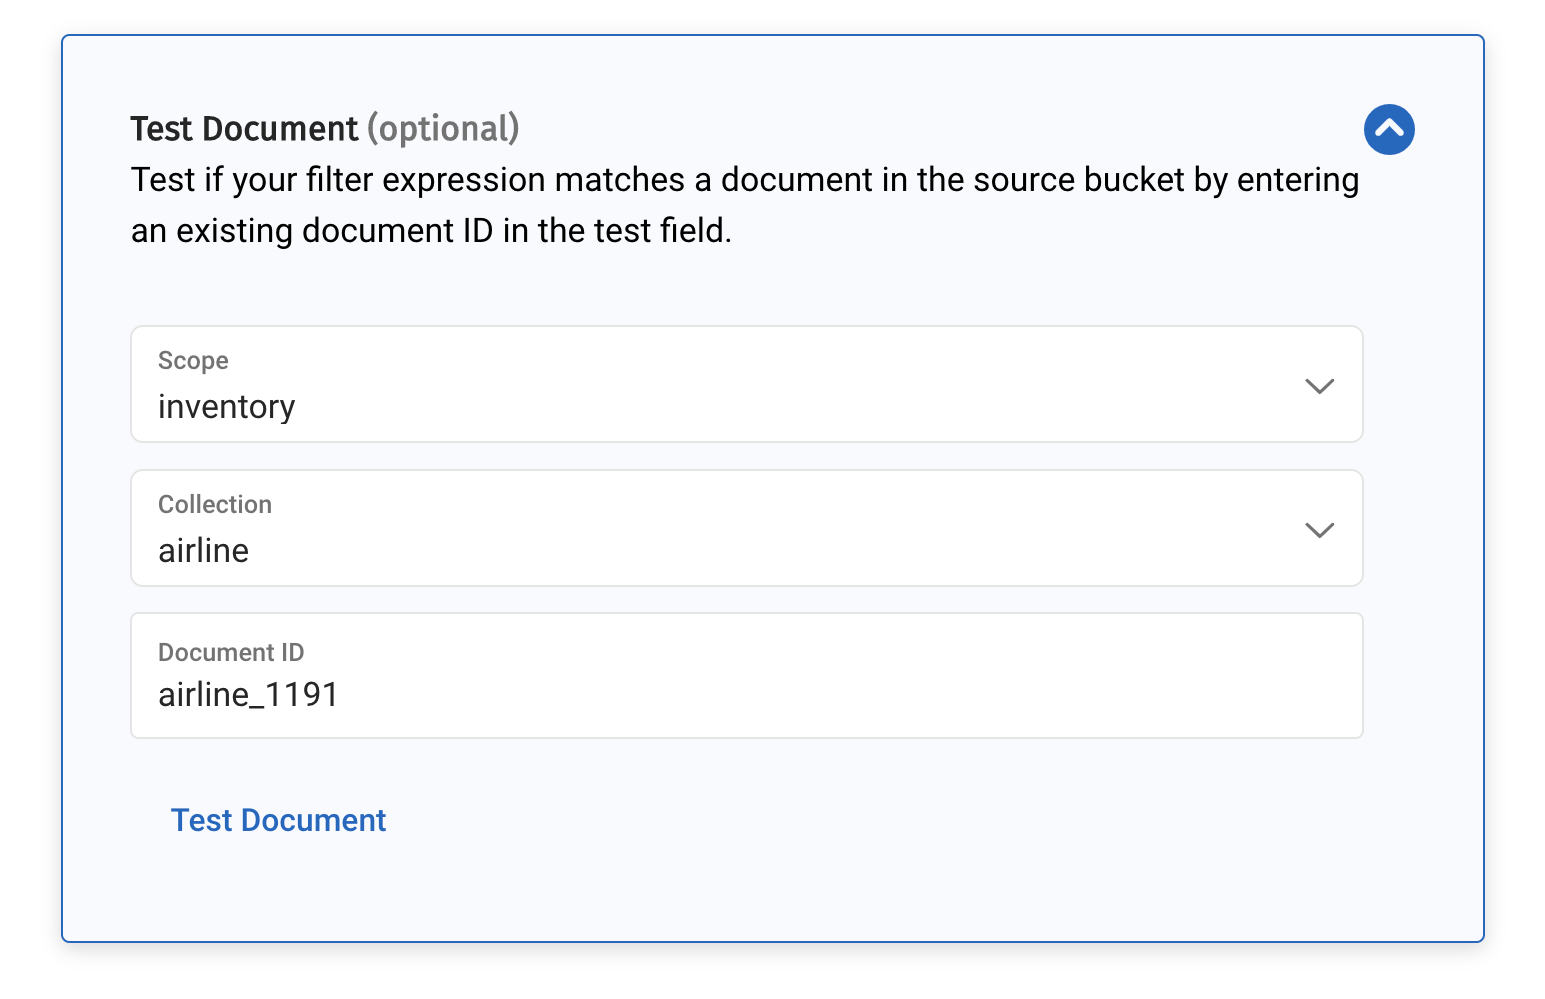 Test Document (optional)
Test if your filter expression matches a document in the source bucket by entering
an existing document ID in the test field.
Scope
inventory
Collection
airline
Document ID
airline_1191
Test Document